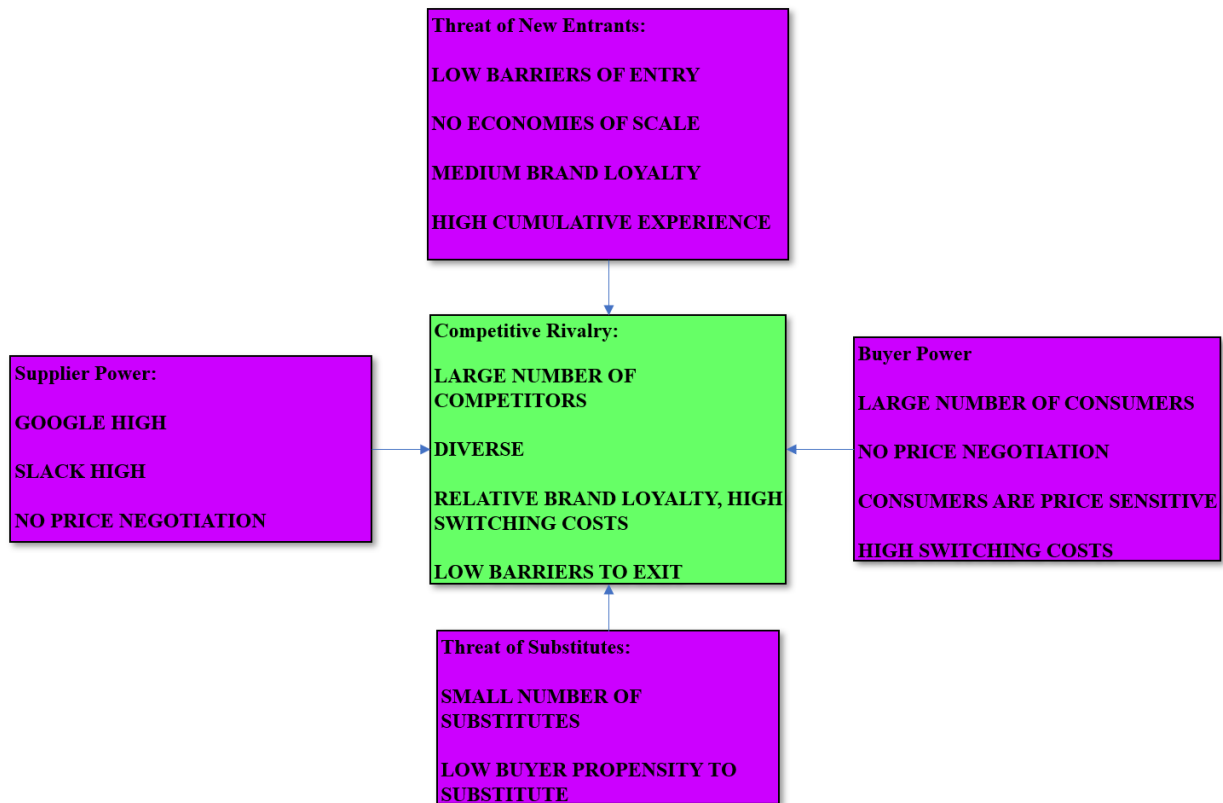 Threat of New Entrants:
LOW BARRIERS OF ENTRY
NO ECONOMIES OF SCALE
MEDIUM BRAND LOYALTY
HIGH CUMULATIVE EXPERIENCE
Supplier Power:
GOOGLE HIGH
SLACK HIGH
NO PRICE NEGOTIATION
Competitive Rivalry:
LARGE NUMBER OF
COMPETITORS
DIVERSE
RELATIVE BRAND LOYALTY, HIGH
SWITCHING COSTS
LOW BARRIERS TO EXIT
Buyer Power
LARGE NUMBER OF CONSUMERS
NO PRICE NEGOTIATION
CONSUMERS ARE PRICE SENSITIVE
HIGH SWITCHING COSTS
Threat of Substitutes:
SMALL NUMBER OF
SUBSTITUTES
LOW BUYER PROPENSITY TO
SUBSTITUTE